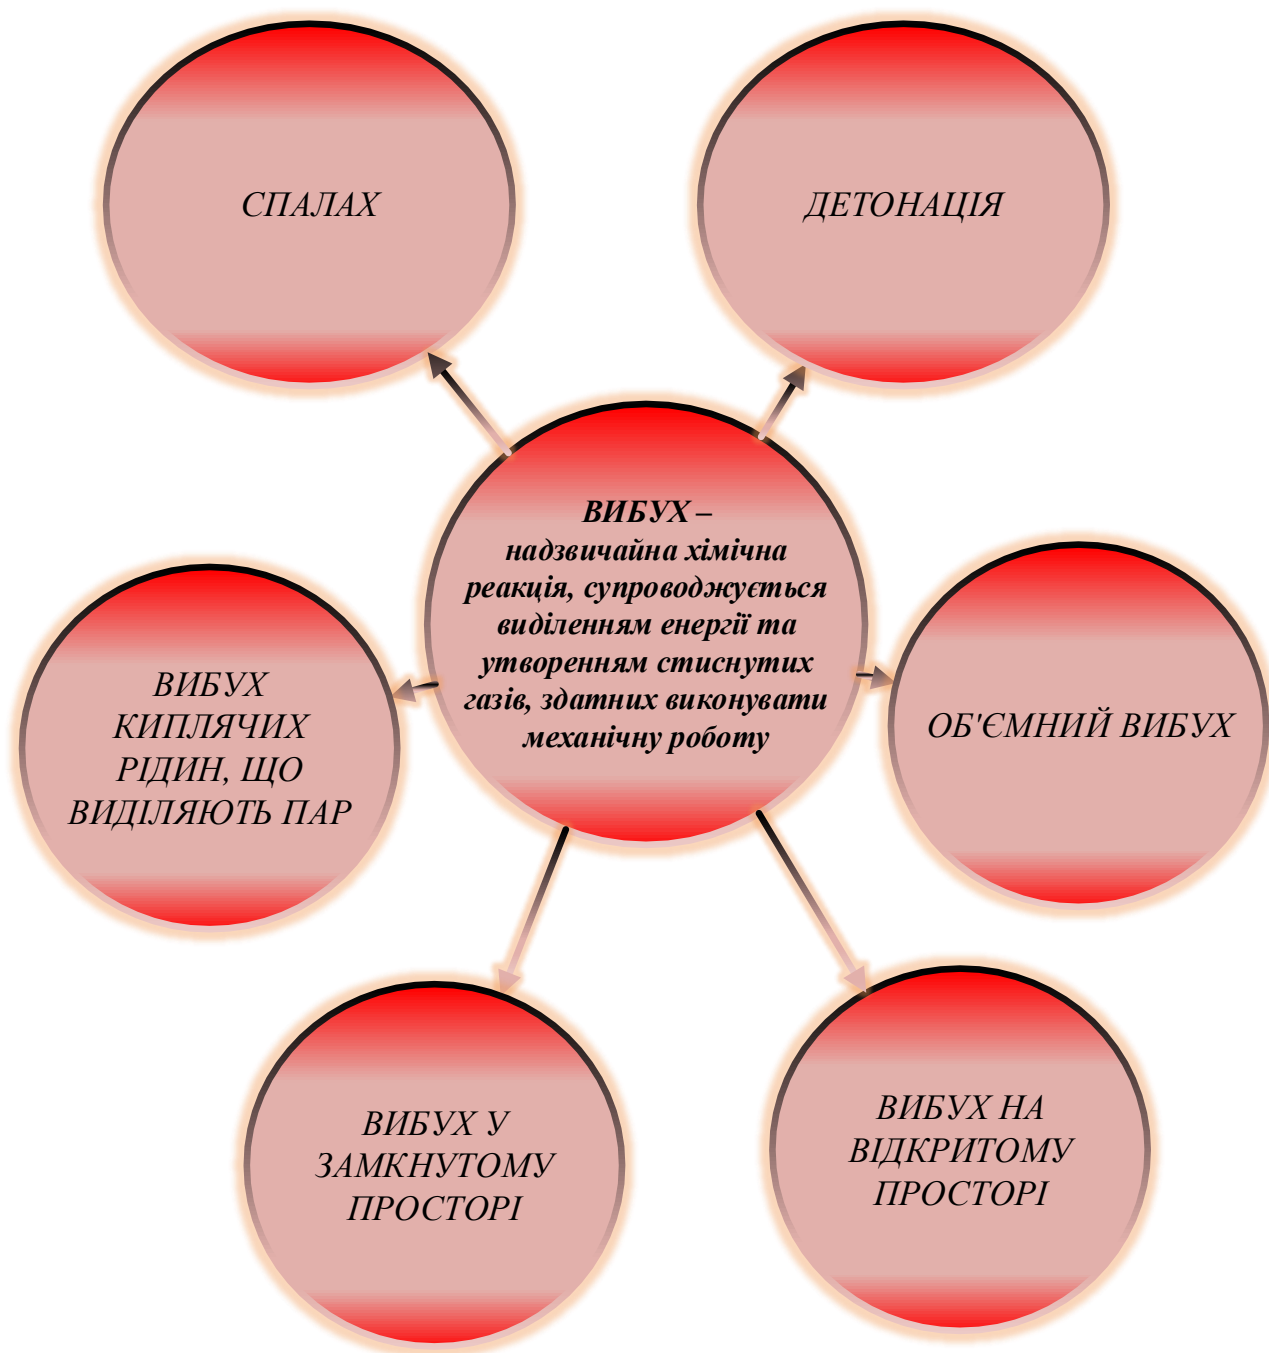 СПАЛАХ
ДЕТОНАЦІЯ
ВИБУХ –
надзвичайна хімічна
реакція, супроводжується
виділенням енергії та
утворенням стиснутих
газів, здатних виконувати
механічну роботу
ВИБУХ
КИПЛЯЧИХ
РІДИН, ЩО
ВИДІЛЯЮТЬ ПАР
ОБ'ЄМНИЙ ВИБУХ
ВИБУХ У
ЗАМКНУТОМУ
ПРОСТОРІ
ВИБУХ НА
ВІДКРИТОМУ
ПРОСТОРІ